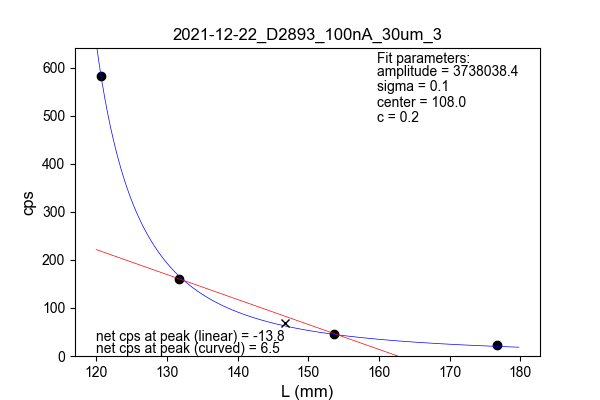 2021-12-22_D2893_100nA_30um_3
Fit parameters:
amplitude = 3738038.4
sigma = 0.1
center = 108.0
c = 0.2
600
500
400
300
200
100
0
cps
net cps at peak (linear) = -13.8
net cps at peak (curved) = 6.5
120 130 140 150 160 170 180
L (mm)